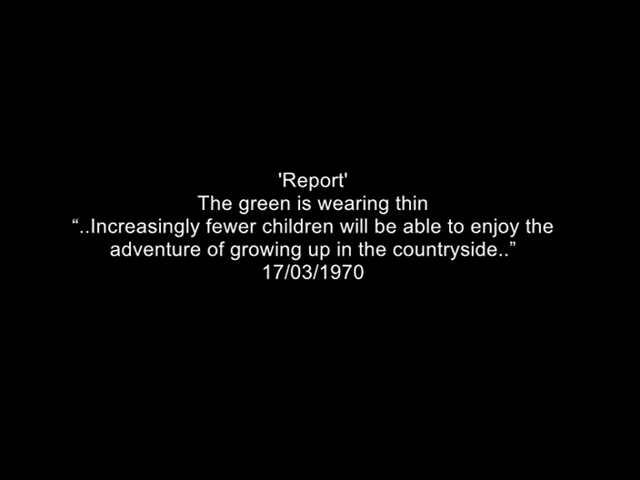 'Report'
The green is wearing thin
“..Increasingly fewer children will be able to enjoy the
adventure of growing up in the countryside..”
17/03/1970